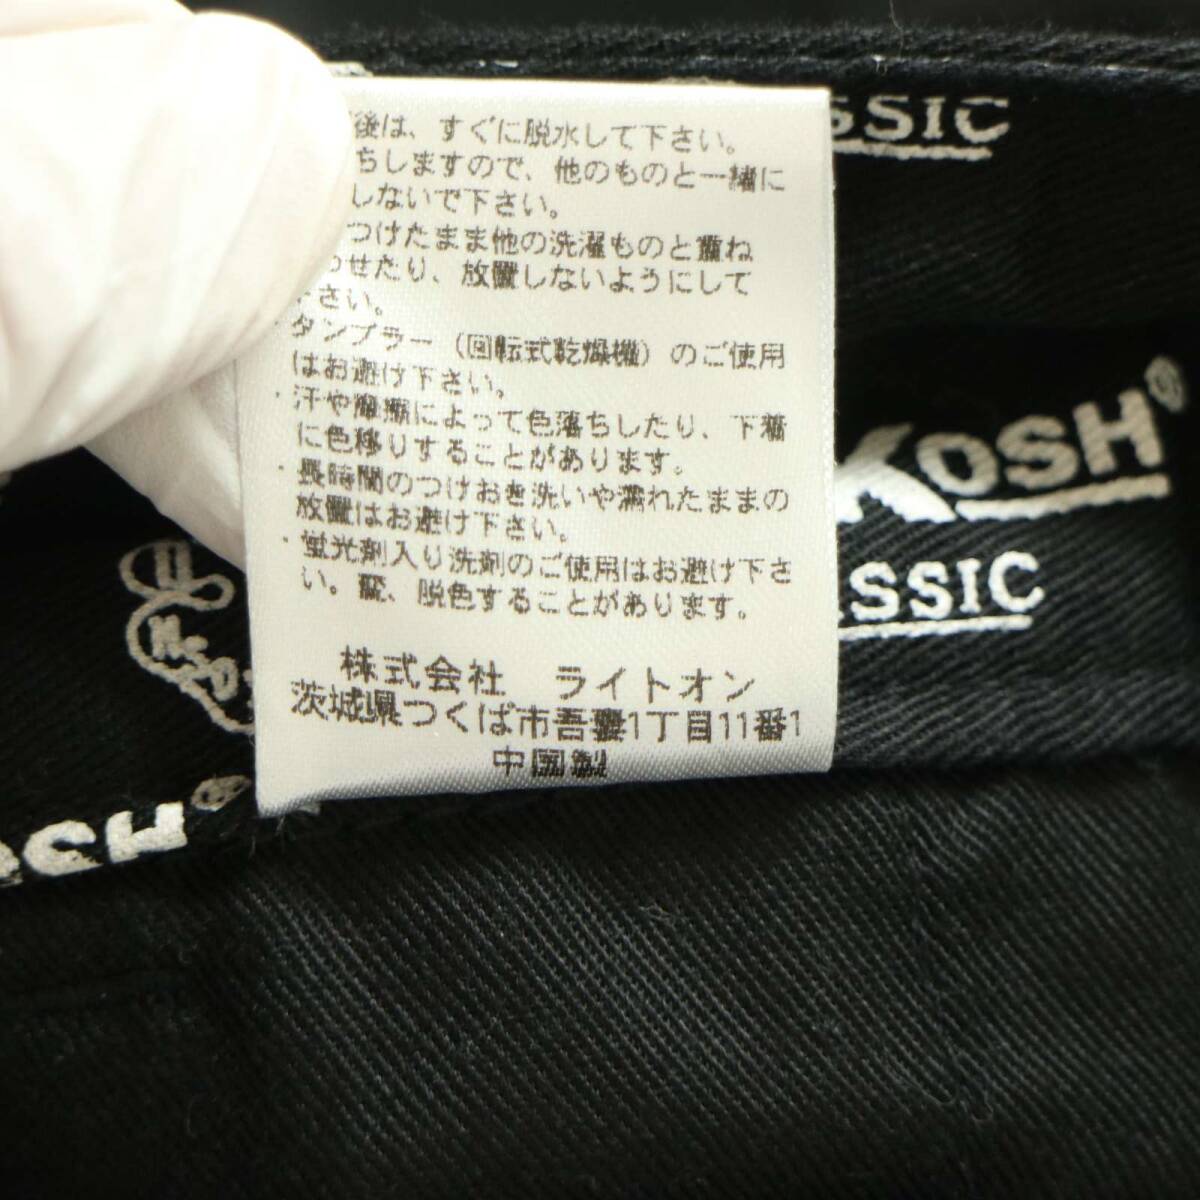 SSIC
後は、すぐに脱水して下さい。
ちしますので、他のものと一緒に
しないで下さい。
つけたまま他の洗濯ものと重ね
わせたり、放置しないようにして
下さい。
・タンブラー（回転式乾燥機）のご使用
はお避け下さい。
・汗や摩擦によって色落ちしたり、下着
に色移りすることがあります。
・長時間のつけおき洗いや濡れたままの
放置はお避け下さい。
・蛍光剤入り洗剤のご使用はお避け下さ
い。変、脱色することがあります。
株式会社 ライトオン
茨城県つくば市吾妻1丁目11番1
中国製
KOSH®
ASSIC
OSH®